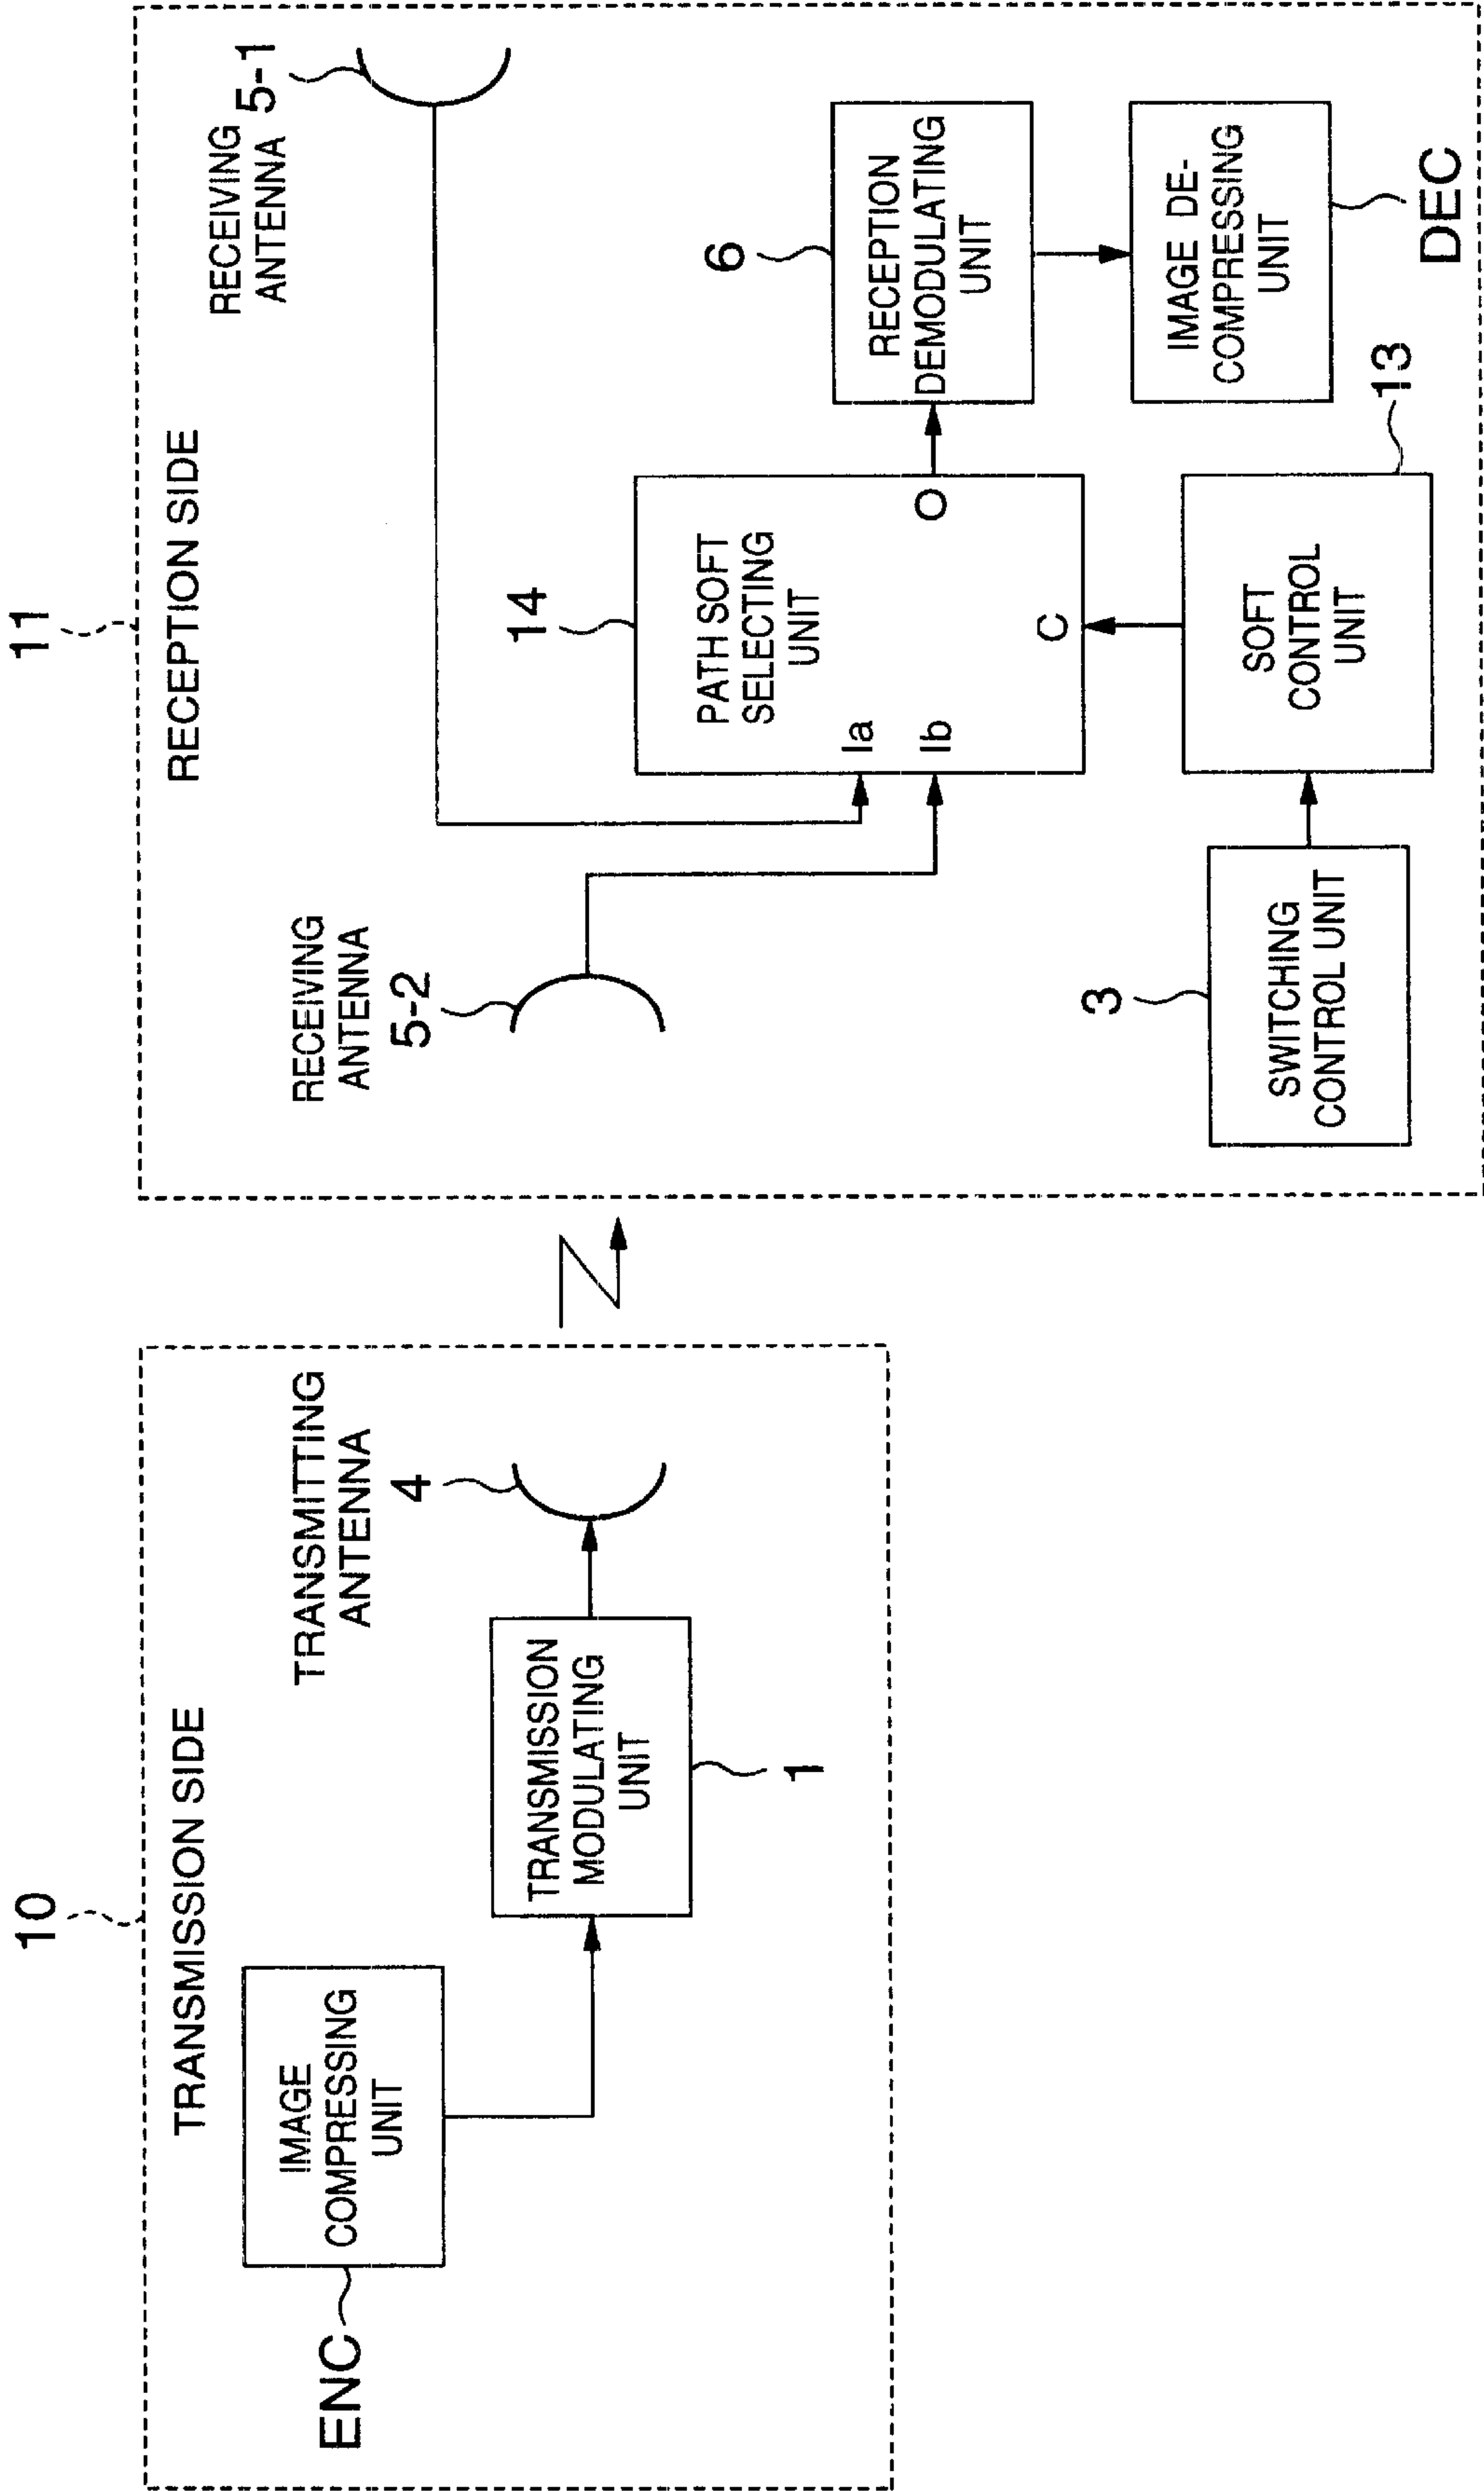 10
TRANSMISSION SIDE
IMAGE
COMPRESSING
UNIT
ENC
TRANSMISSION
MODULATING
UNIT
1
TRANSMITTING
ANTENNA
4
11
RECEPTION SIDE
RECEIVING
ANTENNA
5-1
RECEIVING
ANTENNA
5-2
14
PATH SOFT
SELECTING
UNIT
Ia
Ib
O
C
6
RECEPTION
DEMODULATING
UNIT
IMAGE DE-
COMPRESSING
UNIT
DEC
3
SWITCHING
CONTROL UNIT
SOFT
CONTROL
UNIT
13